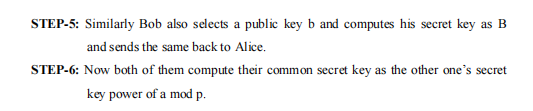 STEP-5: Similarly Bob also selects a public key b and computes his secret key as B
and sends the same back to Alice.
STEP-6: Now both of them compute their common secret key as the other one's secret
key power of a mod p.